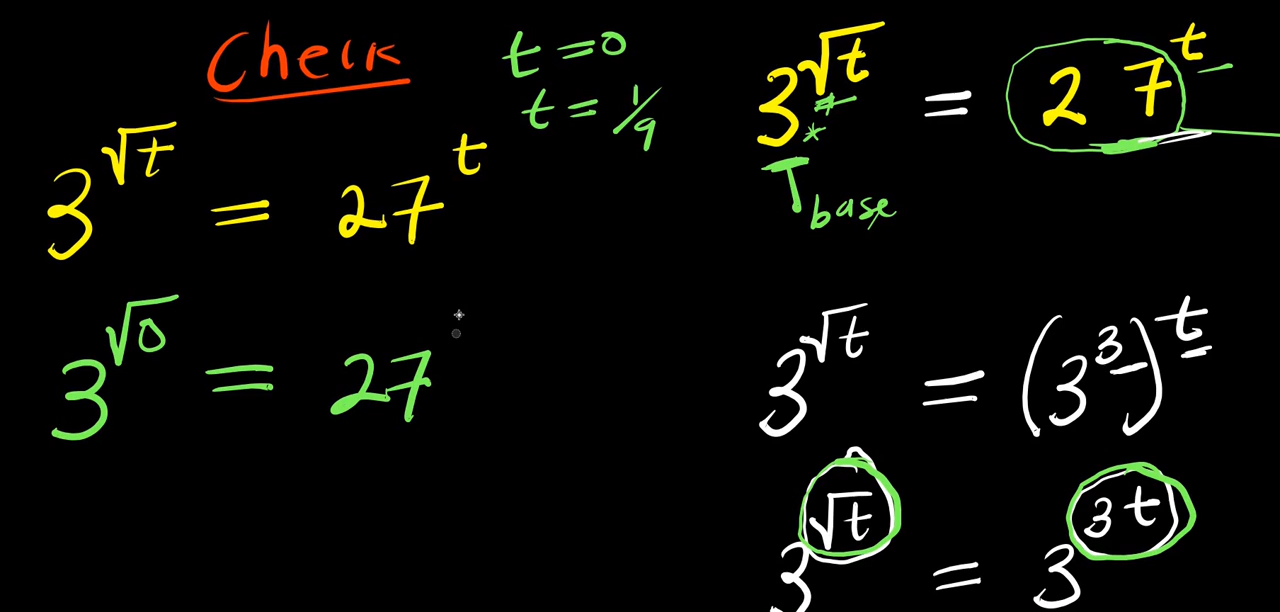 Check
t = 0
t = 1/9
3^√t = 27^t
3^√0 = 27
3^√t = 27^t
* *
T base
3^√t = (3^3)^t
3^√t = 3^3t